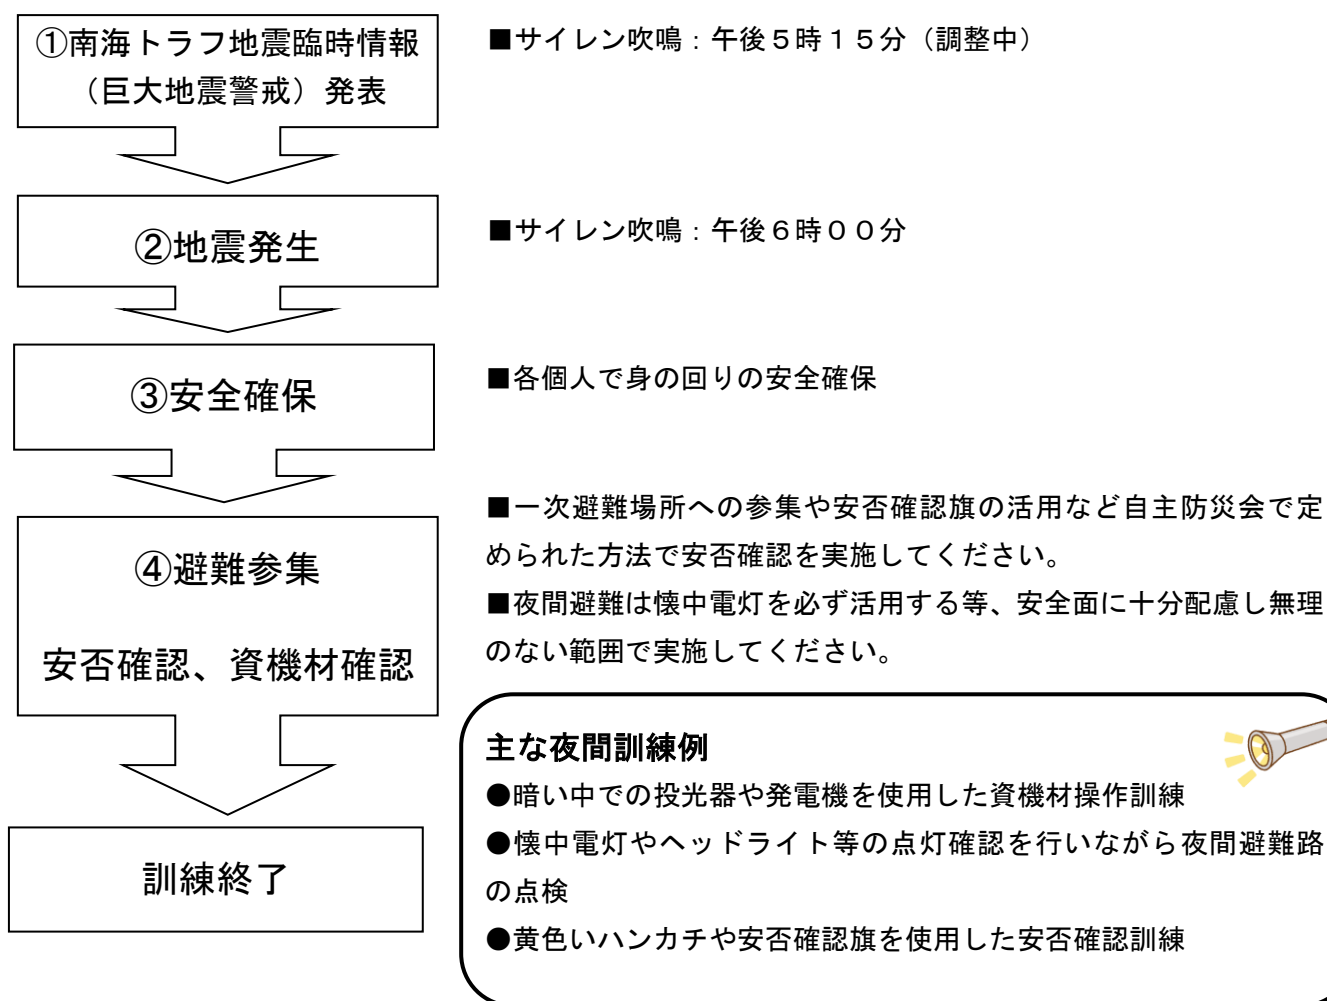 ①南海トラフ地震臨時情報
（巨大地震警戒）発表
■サイレン吹鳴：午後５時１５分（調整中）
②地震発生
■サイレン吹鳴：午後６時００分
③安全確保
■各個人で身の回りの安全確保
④避難参集
安否確認、資機材確認
■一次避難場所への参集や安否確認旗の活用など自主防災会で定
められた方法で安否確認を実施してください。
■夜間避難は懐中電灯を必ず活用する等、安全面に十分配慮し無理
のない範囲で実施してください。
主な夜間訓練例
●暗い中での投光器や発電機を使用した資機材操作訓練
●懐中電灯やヘッドライト等の点灯確認を行いながら夜間避難路
の点検
●黄色いハンカチや安否確認旗を使用した安否確認訓練
訓練終了